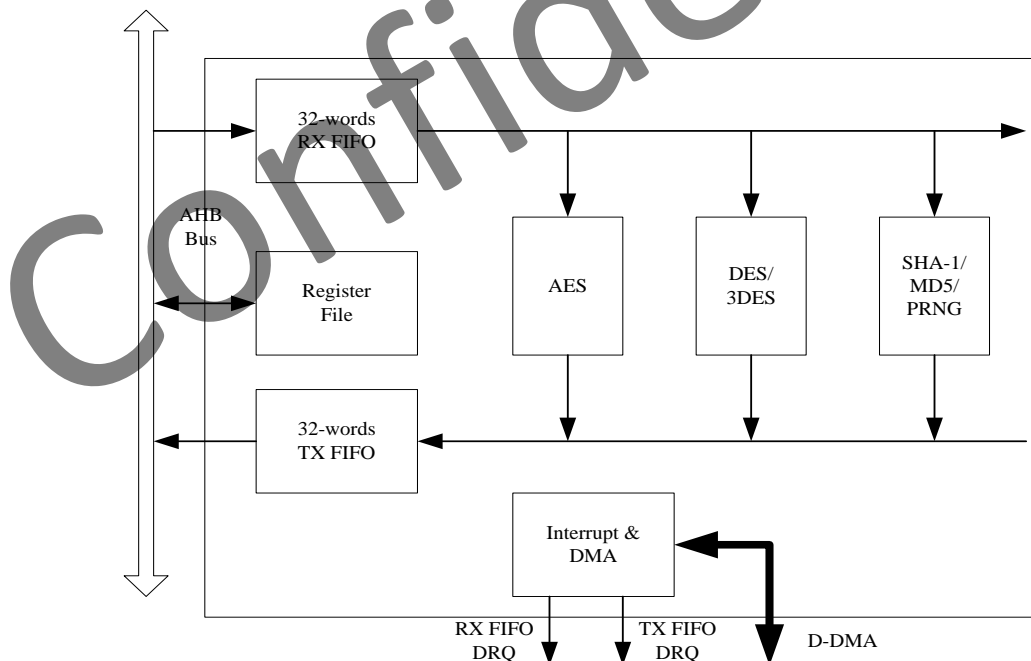 Confide
32-words
RX FIFO
AHB
Bus
Register
File
AES
DES/
3DES
SHA-1/
MD5/
PRNG
32-words
TX FIFO
Interrupt &
DMA
RX FIFO
DRQ
TX FIFO
DRQ
D-DMA